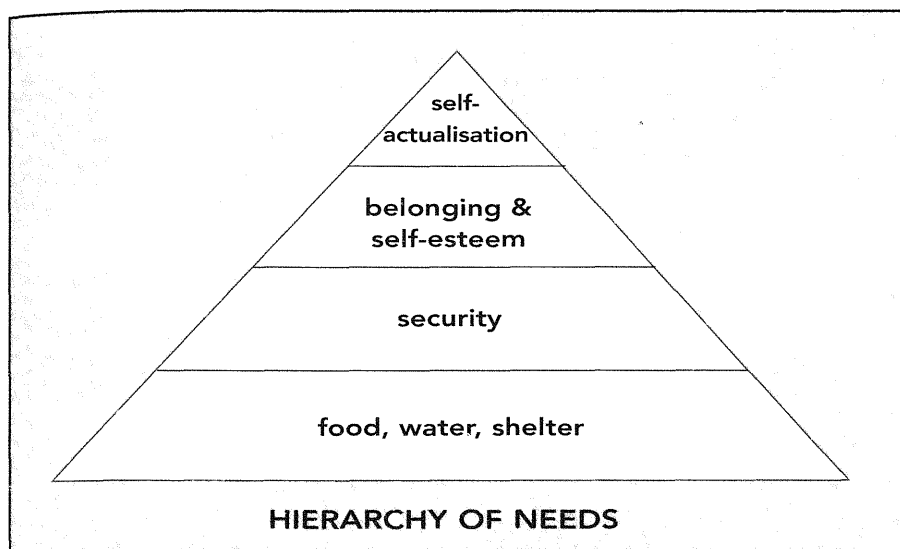 self-
actualisation
belonging &
self-esteem
security
food, water, shelter
HIERARCHY OF NEEDS